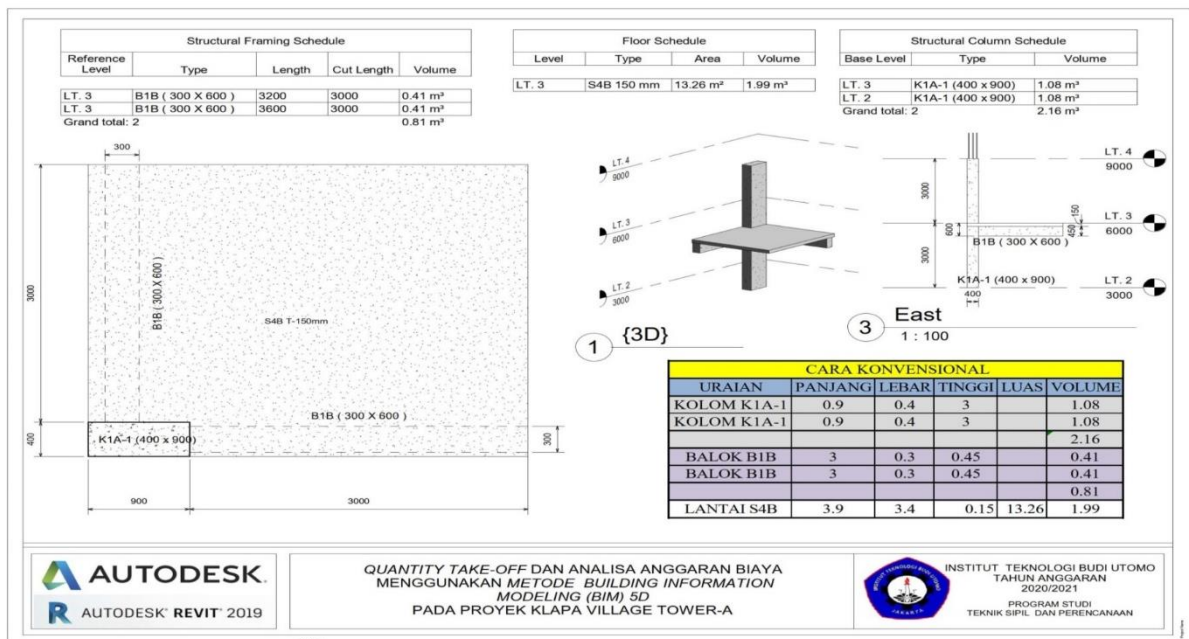 Structural Framing Schedule
Reference Level Type Length Cut Length Volume
LT. 3 B1B ( 300 X 600 ) 3200 3000 0.41 m³
LT. 3 B1B ( 300 X 600 ) 3600 3000 0.41 m³
Grand total: 2 0.81 m³
Floor Schedule
Level Type Area Volume
LT. 3 S4B 150 mm 13.26 m² 1.99 m³
Structural Column Schedule
Base Level Type Volume
LT. 3 K1A-1 (400 x 900) 1.08 m³
LT. 2 K1A-1 (400 x 900) 1.08 m³
Grand total: 2 2.16 m³
300
3000
B1B ( 300 X 600 )
S4B T-150mm
B1B ( 300 X 600 )
400
K1A-1 (400 x 900)
300
900
3000
LT. 4
9000
LT. 3
6000
LT. 2
3000
1 {3D}
LT. 4
9000
3000
150
LT. 3
6000
600
450
B1B ( 300 X 600 )
3000
K1A-1 (400 x 900)
LT. 2
3000
400
3 East
1 : 100
CARA KONVENSIONAL
URAIAN PANJANG LEBAR TINGGI LUAS VOLUME
KOLOM K1A-1 0.9 0.4 3 1.08
KOLOM K1A-1 0.9 0.4 3 1.08
2.16
BALOK B1B 3 0.3 0.45 0.41
BALOK B1B 3 0.3 0.45 0.41
0.81
LANTAI S4B 3.9 3.4 0.15 13.26 1.99
AUTODESK.
R AUTODESK® REVIT® 2019
QUANTITY TAKE-OFF DAN ANALISA ANGGARAN BIAYA
MENGGUNAKAN METODE BUILDING INFORMATION
MODELING (BIM) 5D
PADA PROYEK KLAPA VILLAGE TOWER-A
INSTITUT TEKNOLOGI BUDI UTOMO
JAKARTA
INSTITUT TEKNOLOGI BUDI UTOMO
TAHUN ANGGARAN
2020/2021
PROGRAM STUDI
TEKNIK SIPIL DAN PERENCANAAN